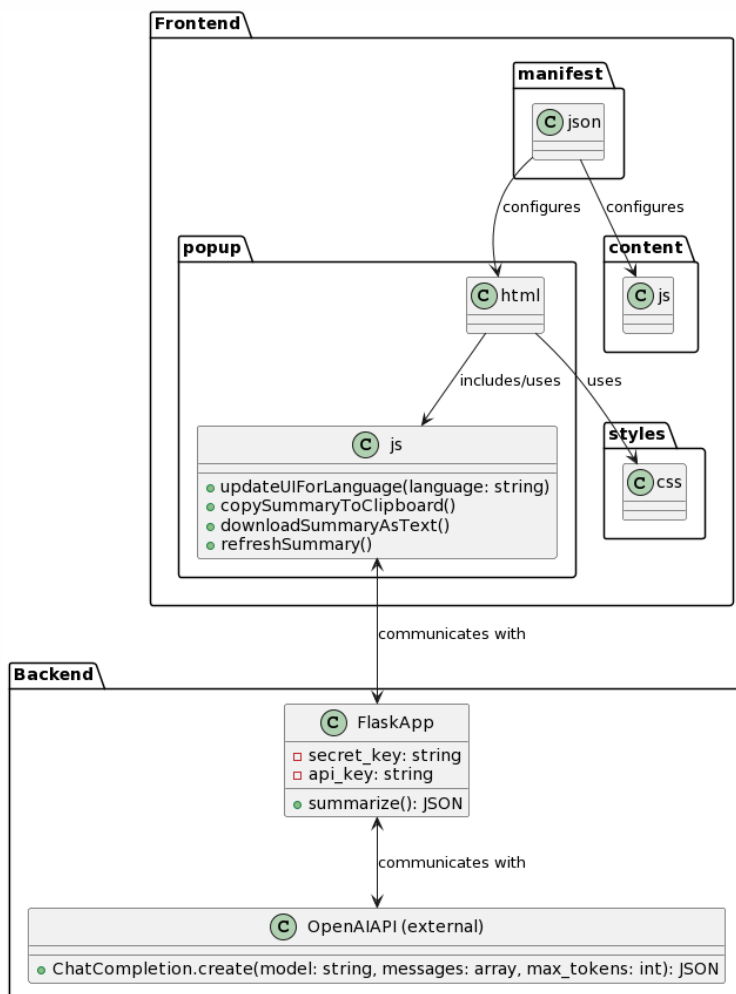 Frontend
manifest
C json
configures
configures
popup
content
C html
C js
includes/uses
uses
styles
C js
C css
updateUIForLanguage(language: string)
copySummaryToClipboard()
downloadSummaryAsText()
refreshSummary()
communicates with
Backend
C FlaskApp
secret_key: string
api_key: string
summarize(): JSON
communicates with
C OpenAIAPI (external)
ChatCompletion.create(model: string, messages: array, max_tokens: int): JSON